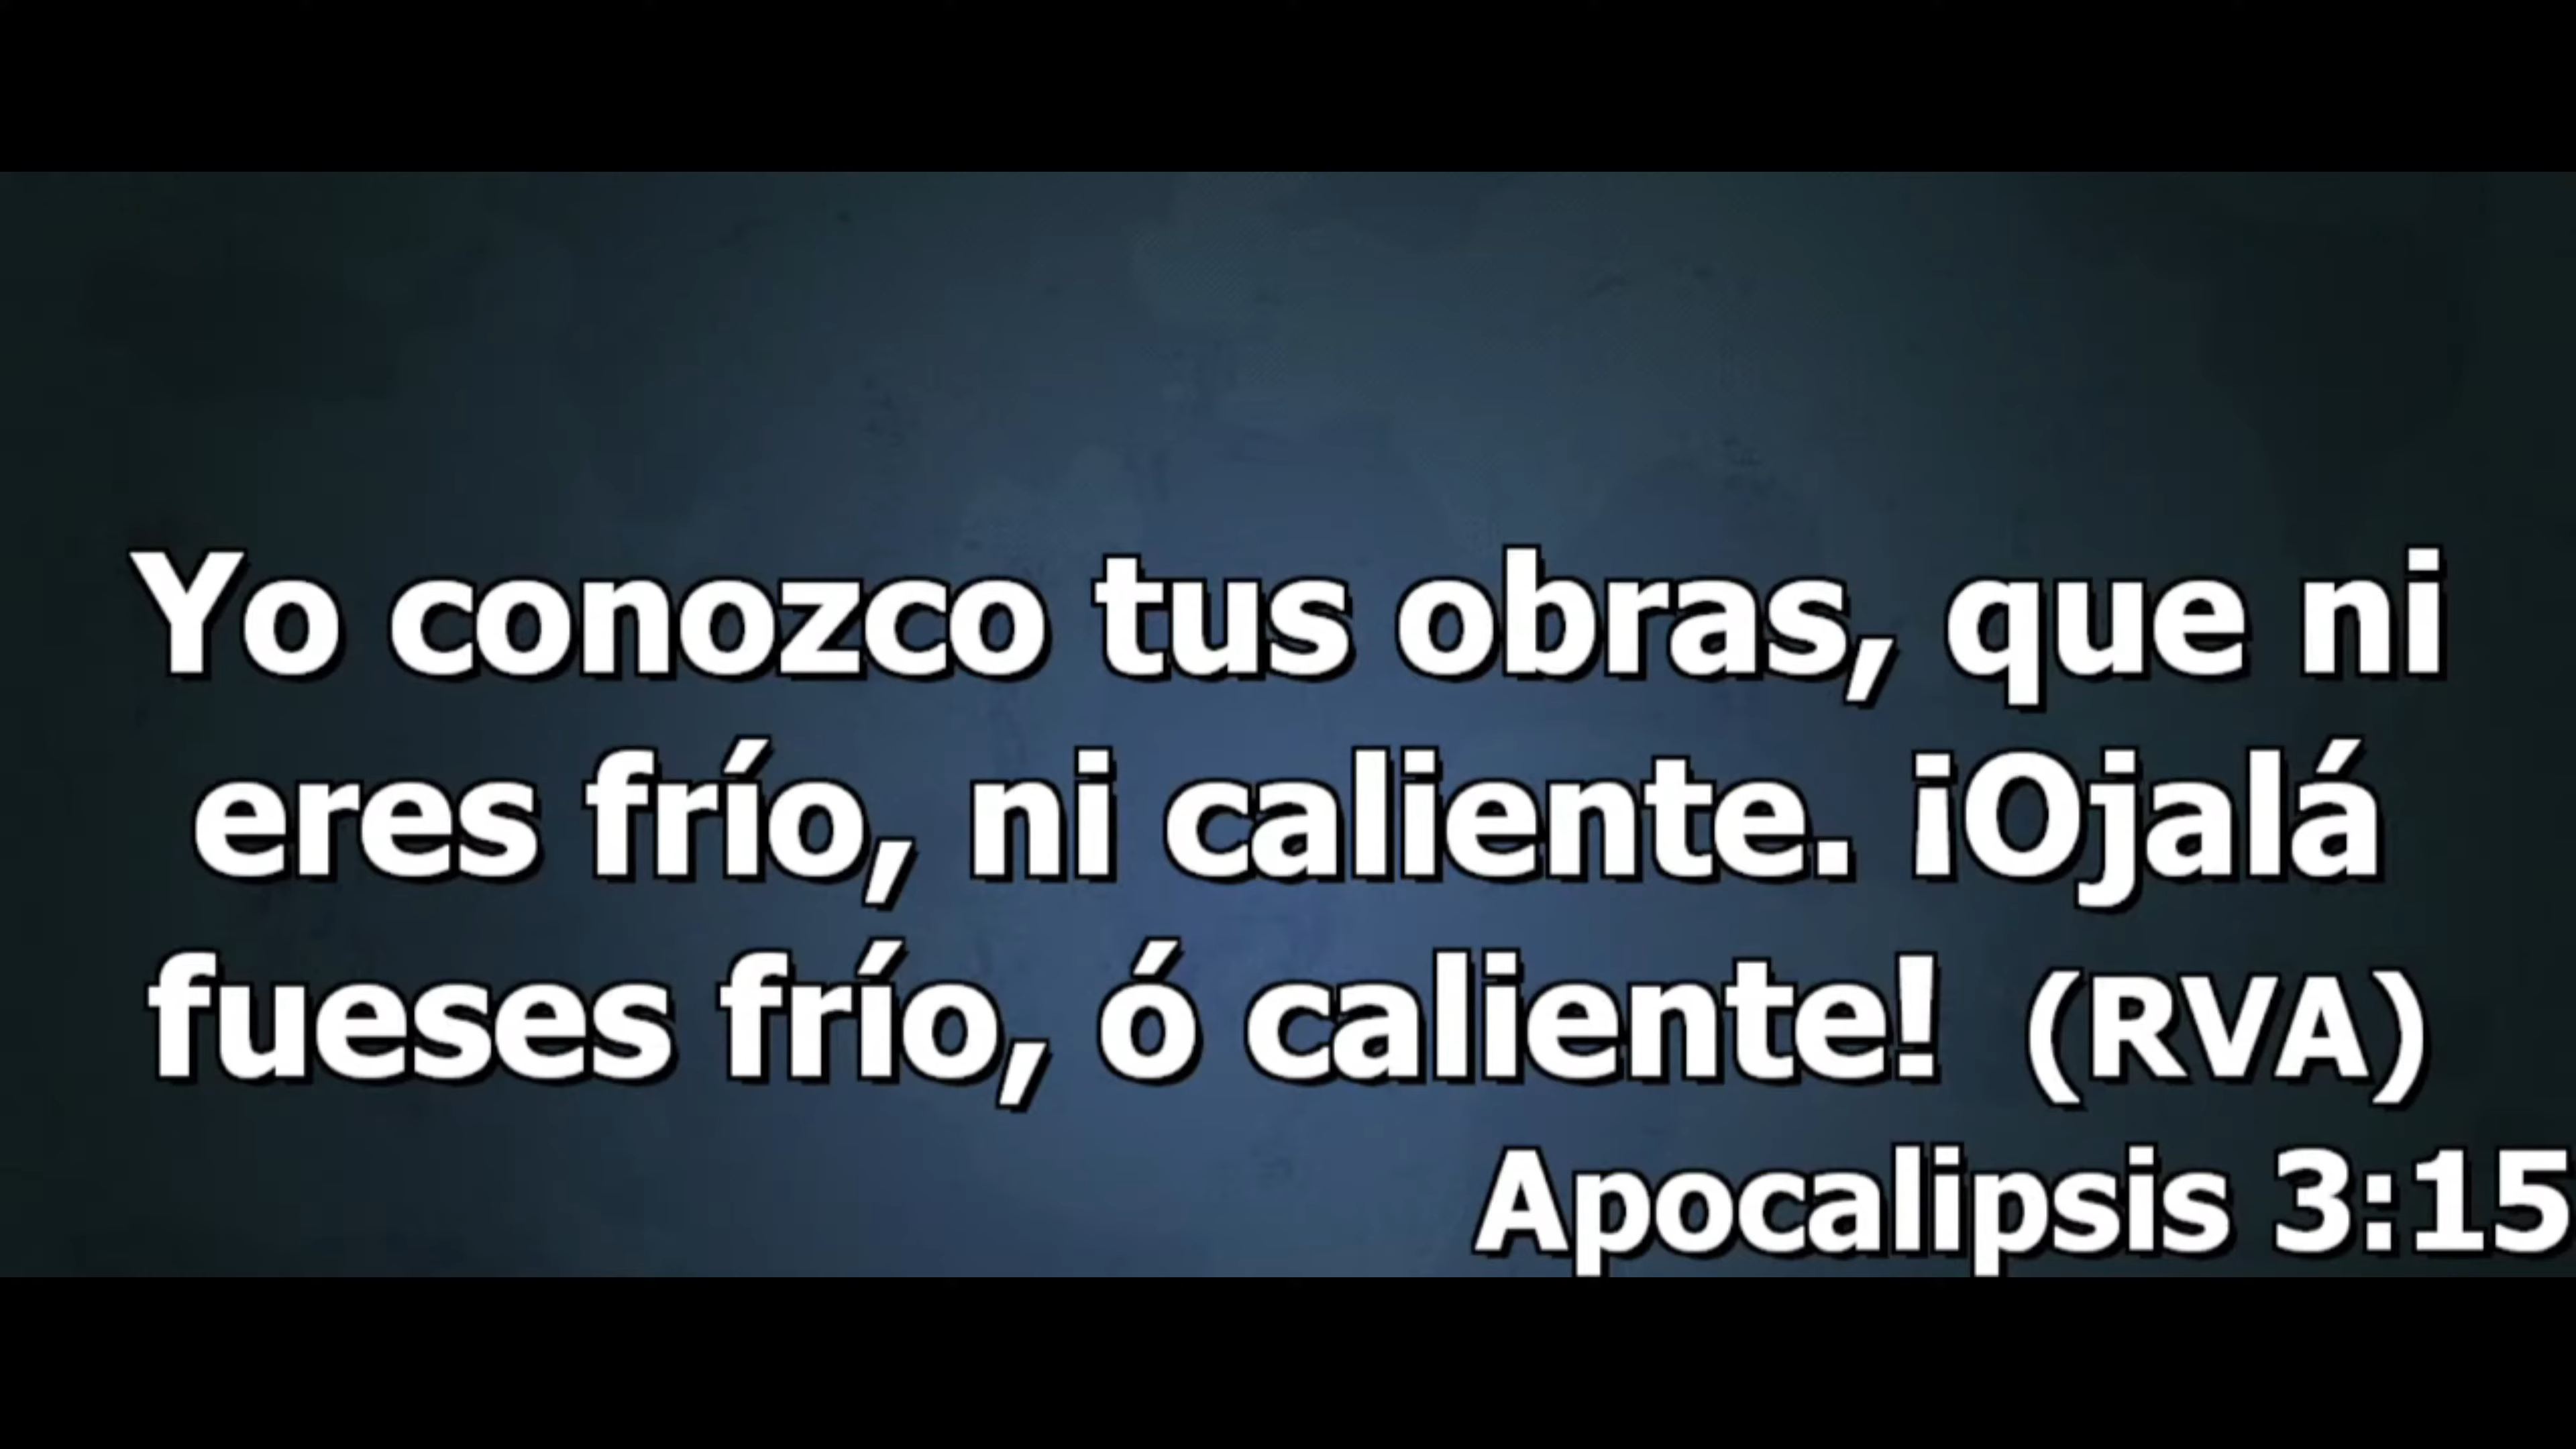 Yo conozco tus obras, que ni
eres frío, ni caliente. ¡Ojalá
fueses frío, ó caliente! (RVA)
Apocalipsis 3:15